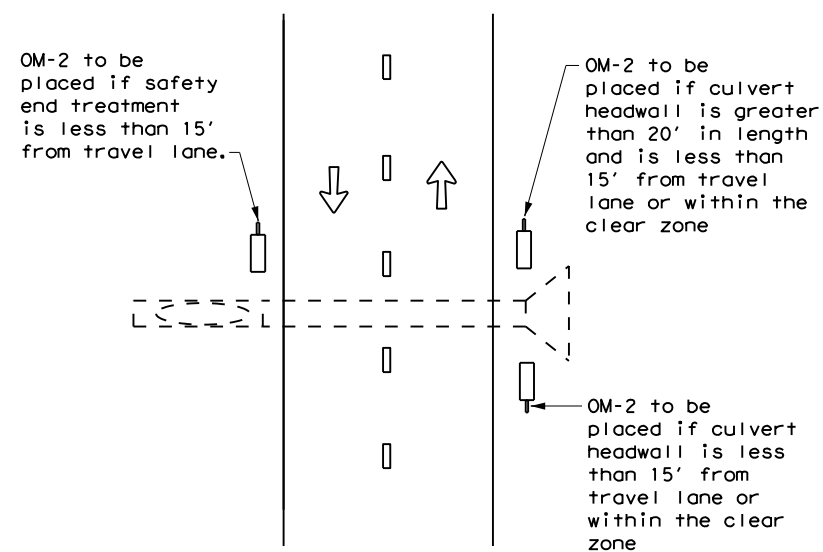 OM-2 to be
placed if safety
end treatment
is less than 15'
from travel lane.
OM-2 to be
placed if culvert
headwall is greater
than 20' in length
and is less than
15' from travel
lane or within the
clear zone
OM-2 to be
placed if culvert
headwall is less
than 15' from
travel lane or
within the clear
zone